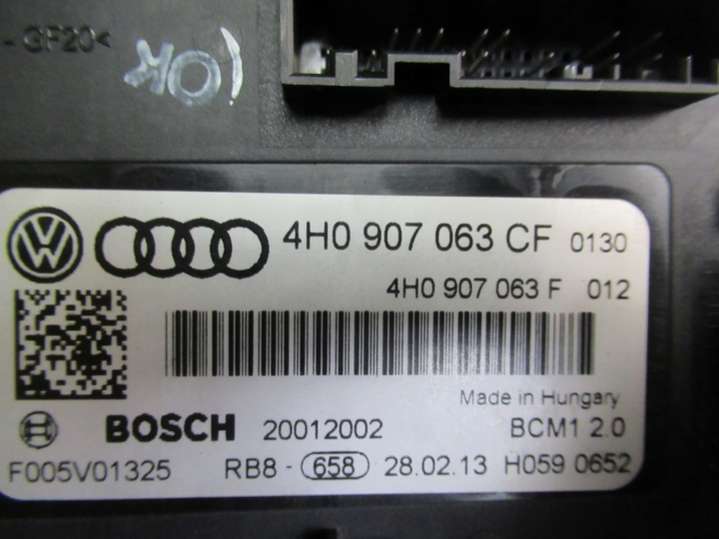 -GF20<
(OK
4H0 907 063 CF 0130
4H0 907 063 F 012
Made in Hungary
BOSCH 20012002 BCM1 2.0
F005V01325 RB8 - 658 28.02.13 H059 0652